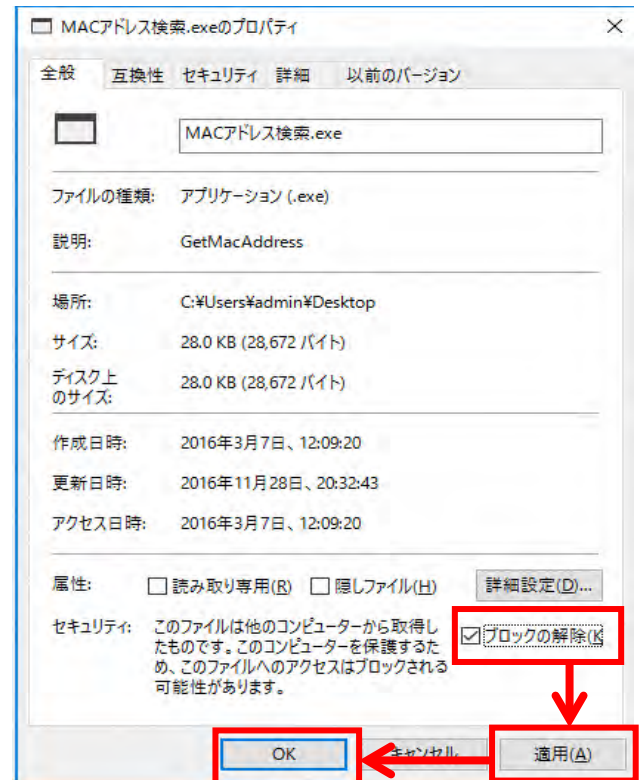 MACアドレス検索.exeのプロパティ
全般 互換性 セキュリティ 詳細 以前のバージョン
MACアドレス検索.exe
ファイルの種類: アプリケーション (.exe)
説明: GetMacAddress
場所: C:¥Users¥admin¥Desktop
サイズ: 28.0 KB (28,672 バイト)
ディスク上
のサイズ: 28.0 KB (28,672 バイト)
作成日時: 2016年3月7日、12:09:20
更新日時: 2016年11月28日、20:32:43
アクセス日時: 2016年3月7日、12:09:20
属性: 読み取り専用(R) 隠しファイル(H) 詳細設定(D)...
セキュリティ: このファイルは他のコンピューターから取得し
たものです。このコンピューターを保護するた
め、このファイルへのアクセスはブロックされる
可能性があります。
ブロックの解除(K
OK キャンセル 適用(A)